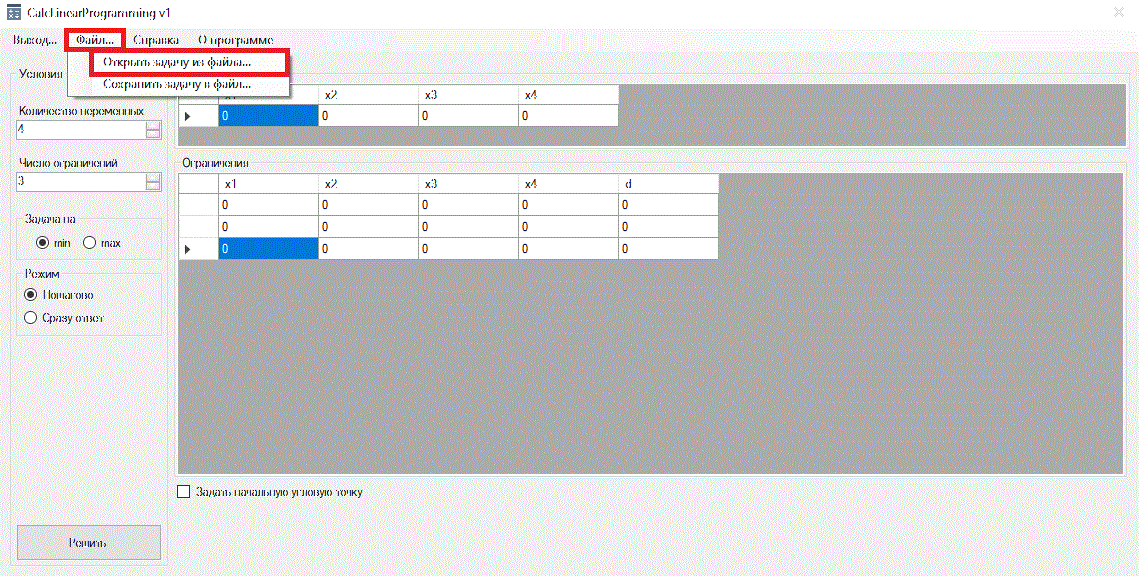 CalcLinearProgramming v1
Выход... Файл... Справка О программе
Открыть задачу из файла...
Сохранить задачу в файл...
Условия
x1 x2 x3 x4
0 0 0 0
Количество переменных
4
Число ограничений
3
Задача на
min max
Режим
Пошагово
Сразу ответ
Решить
Ограничения
x1 x2 x3 x4 d
0 0 0 0 0
0 0 0 0 0
0 0 0 0 0
Задать начальную угловую точку